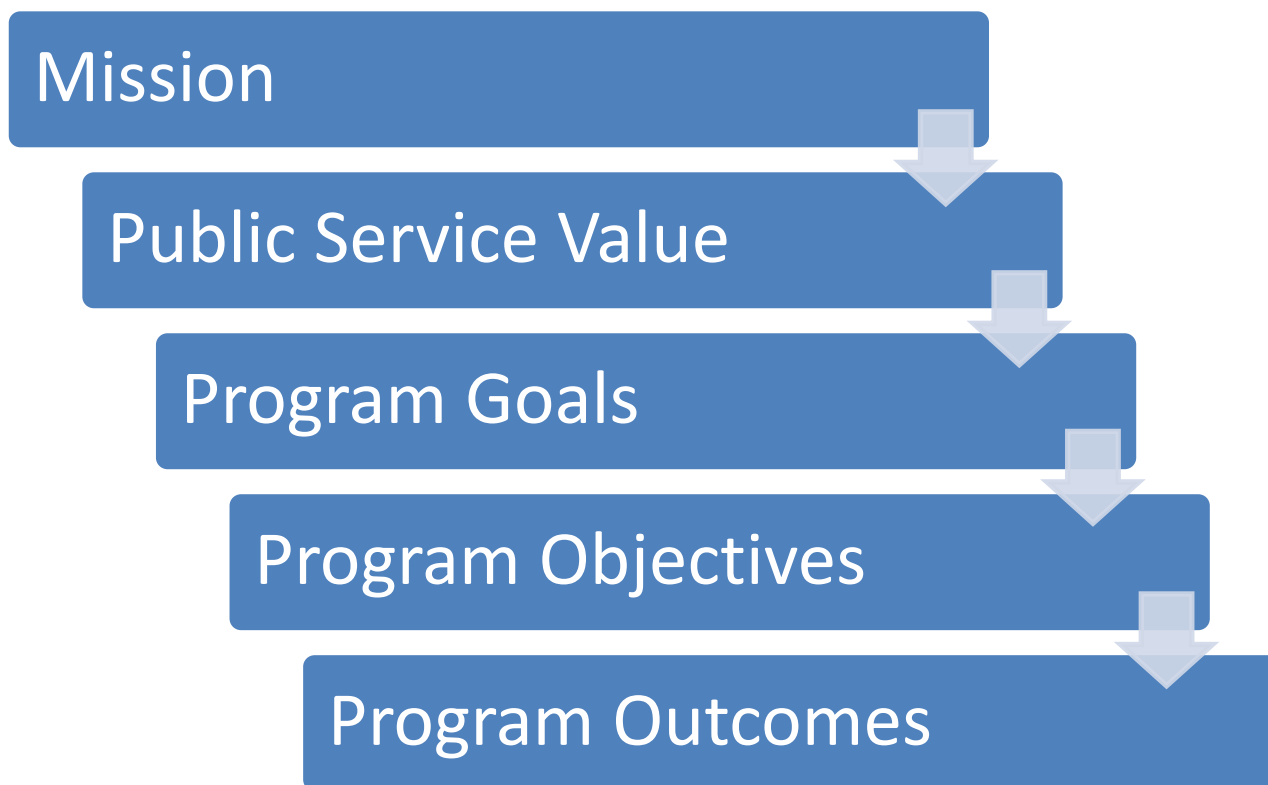 Mission
Public Service Value
Program Goals
Program Objectives
Program Outcomes